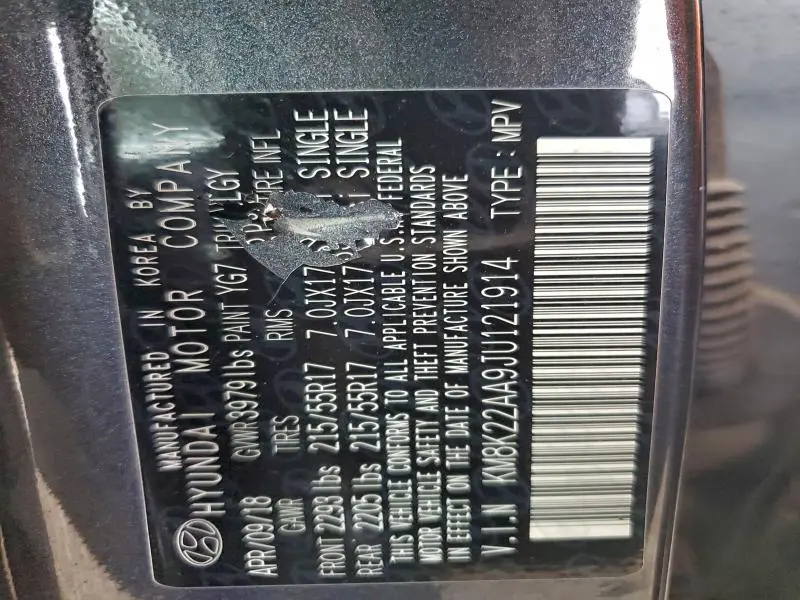 MANUFACTURED IN KOREA BY
HYUNDAI MOTOR COMPANY
APR/09/18 GVWR 3979 lbs PAINT YG7
GAWR TIRES RIMS INFL
FRONT 2293 lbs 215/55R17 7.0JX17 SINGLE
REAR 2205 lbs 215/55R17 7.0JX17 SINGLE
THIS VEHICLE CONFORMS TO ALL APPLICABLE U.S. FEDERAL
MOTOR VEHICLE SAFETY AND THEFT PREVENTION STANDARDS
IN EFFECT ON THE DATE OF MANUFACTURE SHOWN ABOVE
V.I.N KM8K22AA9JU121914 TYPE : MPV